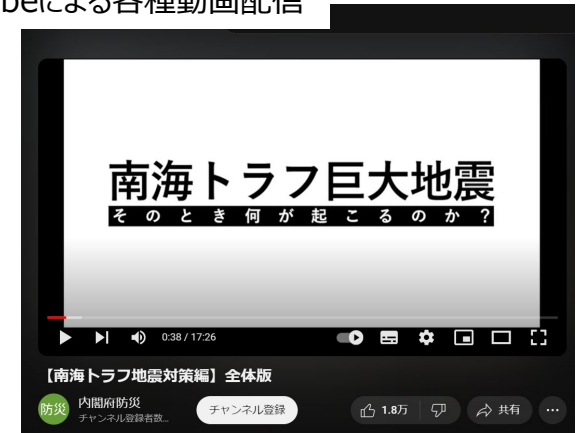 beによる各種動画配信
南海トラフ巨大地震
そのとき何が起こるのか?
0:38 / 17:26
【南海トラフ地震対策編】全体版
防災
内閣府防災
チャンネル登録者数...
チャンネル登録
1.8万
共有